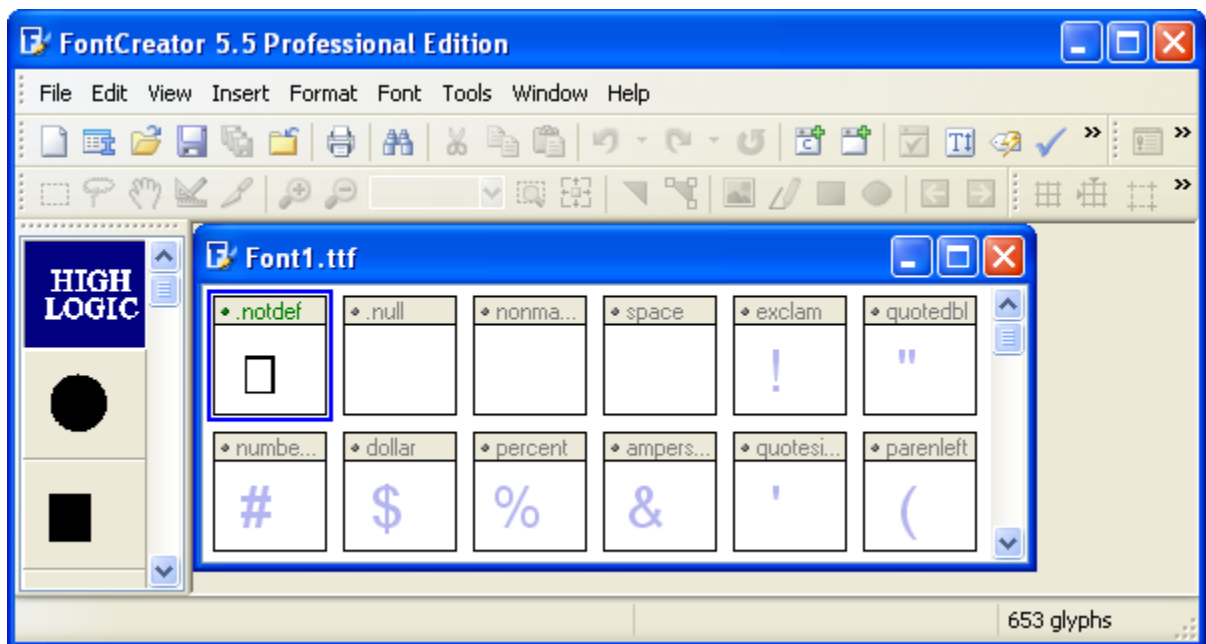 FontCreator 5.5 Professional Edition
File Edit View Insert Format Font Tools Window Help
HIGH
LOGIC
Font1.ttf
.notdef .null nonma... space exclam quotedbl
! "
numbe... dollar percent ampers... quotesi... parenleft
# $ % & ' (
653 glyphs